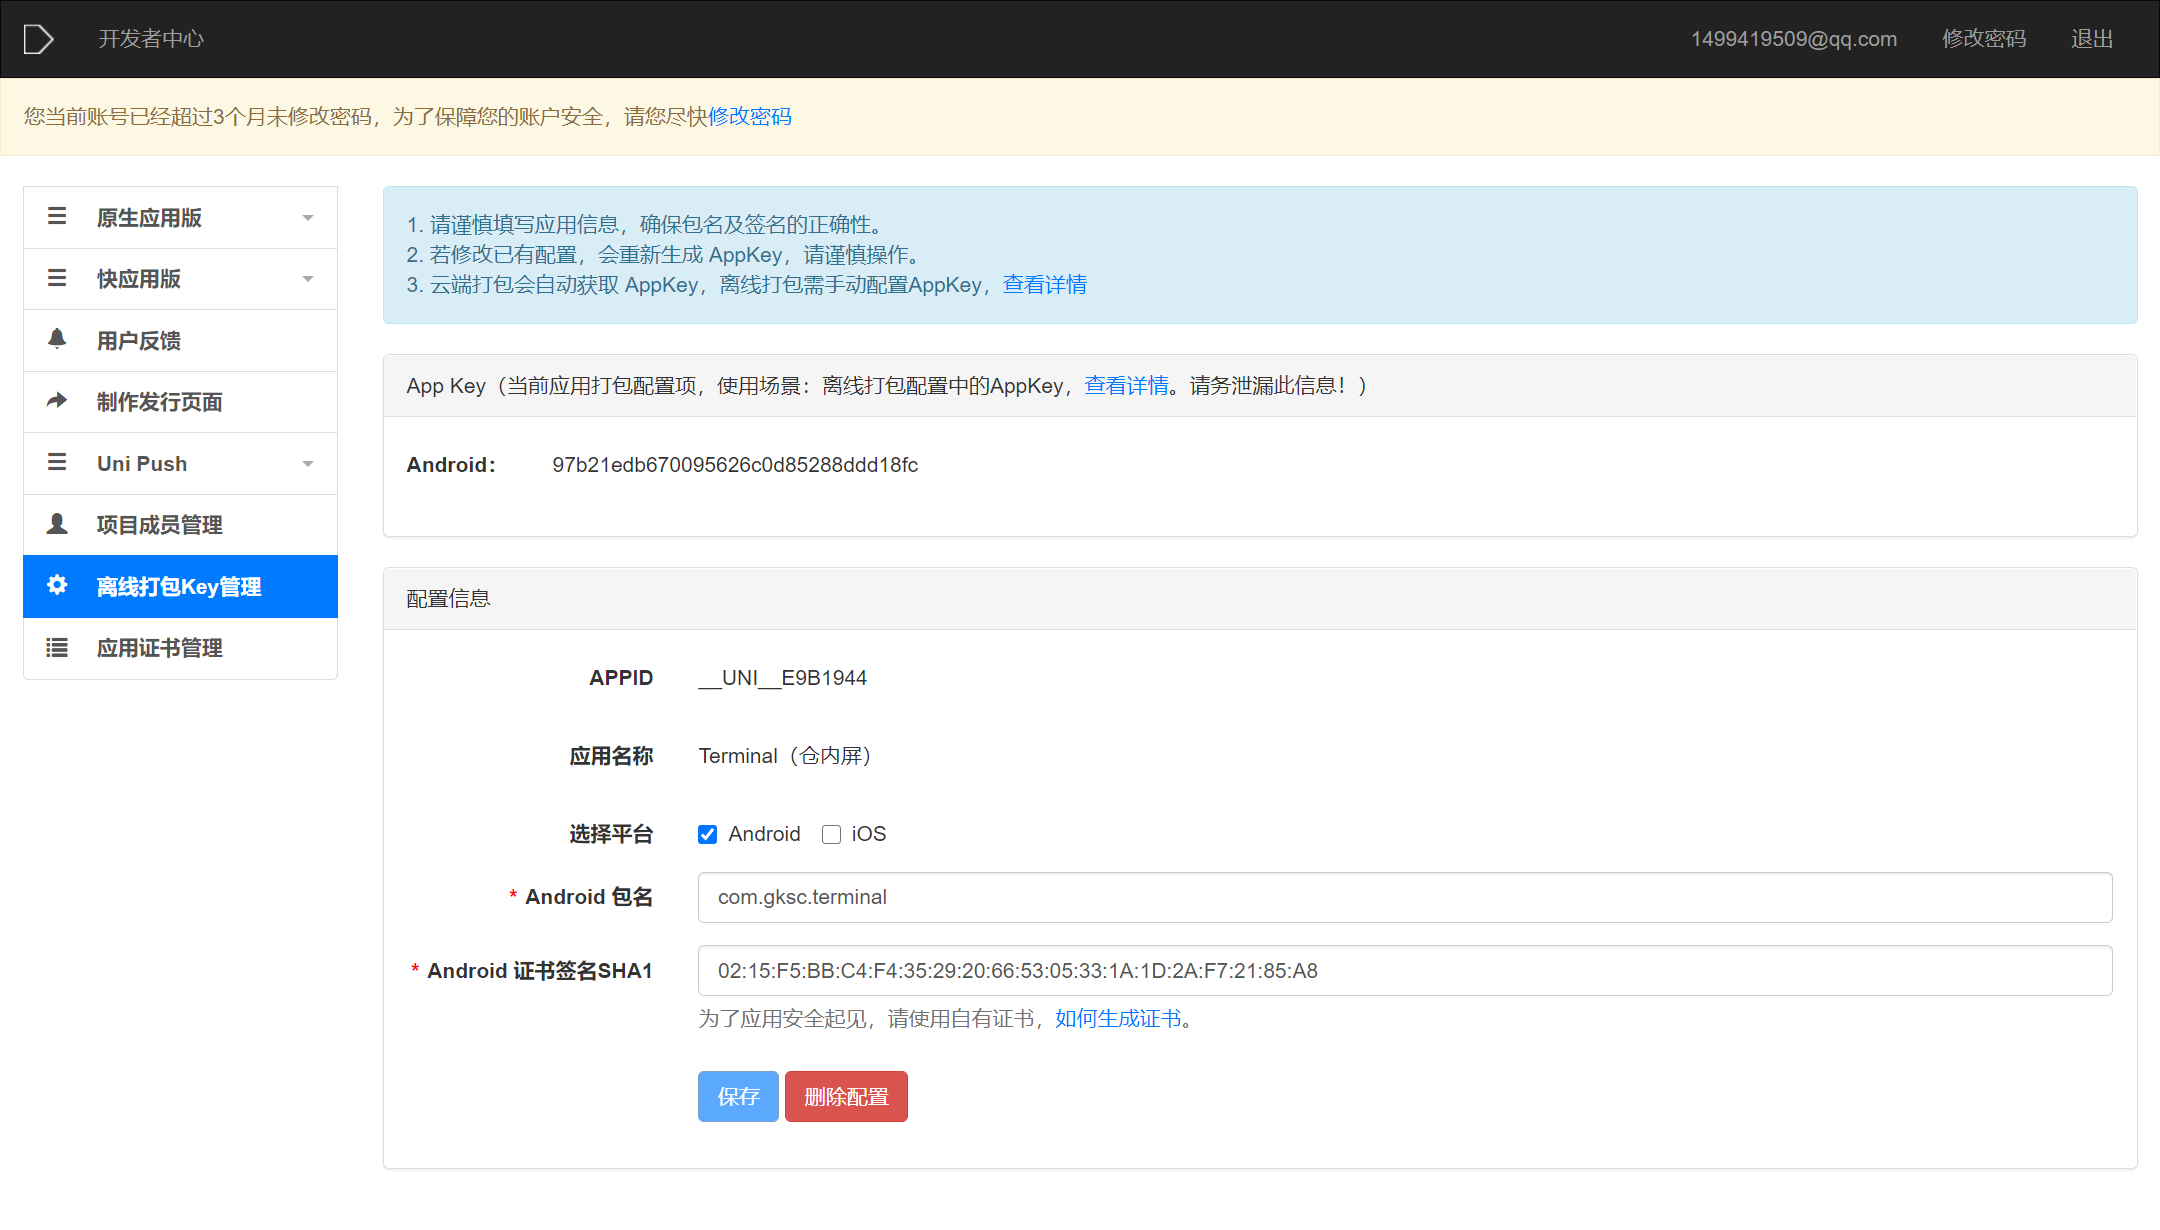 开发者中心
1499419509@qq.com 修改密码 退出
您当前账号已经超过3个月未修改密码，为了保障您的账户安全，请您尽快修改密码
原生应用版
快应用版
用户反馈
制作发行页面
Uni Push
项目成员管理
离线打包Key管理
应用证书管理
1. 请谨慎填写应用信息，确保包名及签名的正确性。
2. 若修改已有配置，会重新生成 AppKey，请谨慎操作。
3. 云端打包会自动获取 AppKey，离线打包需手动配置AppKey，查看详情
App Key（当前应用打包配置项，使用场景：离线打包配置中的AppKey，查看详情。请务泄漏此信息！）
Android： 97b21edb670095626c0d85288ddd18fc
配置信息
APPID __UNI__E9B1944
应用名称 Terminal（仓内屏）
选择平台 Android iOS
* Android 包名 com.gksc.terminal
* Android 证书签名SHA1 02:15:F5:BB:C4:F4:35:29:20:66:53:05:33:1A:1D:2A:F7:21:85:A8
为了应用安全起见，请使用自有证书，如何生成证书。
保存 删除配置